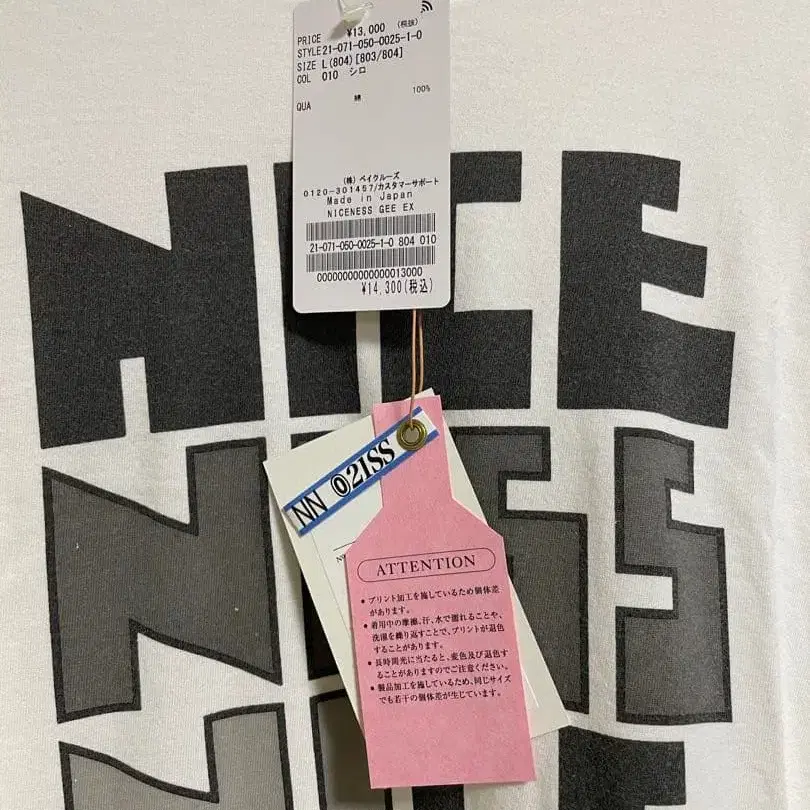 PRICE ¥13,000 (税抜)
STYLE 21-071-050-0025-1-0
SIZE L(804)[803/804]
COL 010 シロ
QUA 綿 100%
(株)ベイクルーズ
0120-301457/カスタマーサポート
Made in Japan
NICENESS GEE EX
21-071-050-0025-1-0 804 010
00000000000000013000
¥14,300(税込)
NICE
NESS
NN ⓪21SS
ATTENTION
●プリント加工を施しているため個体差
があります。
●着用中の摩擦、汗、水で濡れることや、
洗濯を繰り返すことで、プリントが退色
することがあります。
●長時間光に当たると、変色及び退色す
ることがありますのでご注意ください。
●製品加工を施しているため、同じサイズ
でも若干の個体差が生じています。